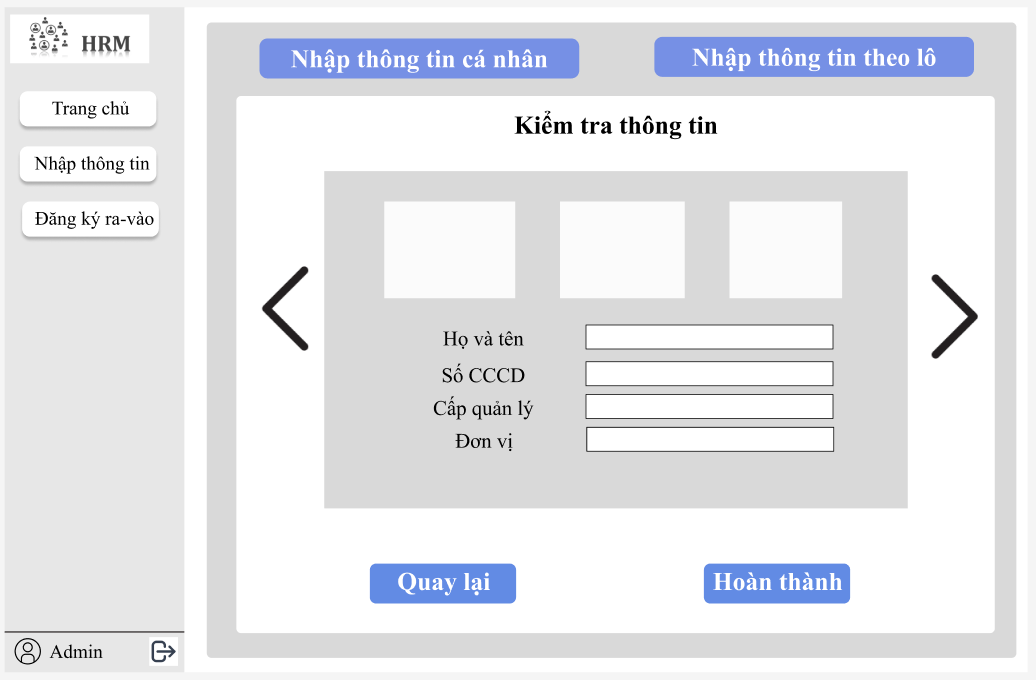 HRM
Trang chủ
Nhập thông tin
Đăng ký ra-vào
Admin
Nhập thông tin cá nhân
Nhập thông tin theo lô
Kiểm tra thông tin
Họ và tên
Số CCCD
Cấp quản lý
Đơn vị
Quay lại
Hoàn thành